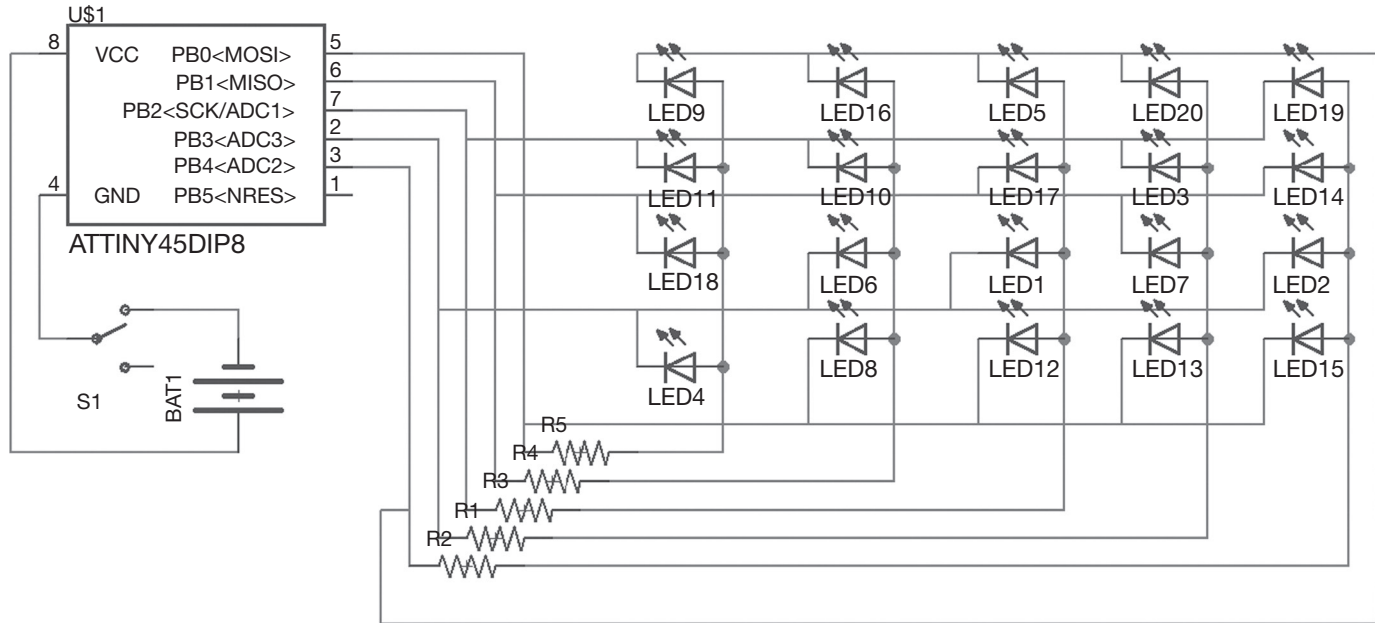 U$1
8 VCC PB0<MOSI> 5
PB1<MISO> 6
PB2<SCK/ADC1> 7
PB3<ADC3> 2
PB4<ADC2> 3
4 GND PB5<NRES> 1
ATTINY45DIP8
LED9 LED16 LED5 LED20 LED19
LED11 LED10 LED17 LED3 LED14
LED18 LED6 LED1 LED7 LED2
LED4 LED8 LED12 LED13 LED15
S1
BAT1
R5
R4
R3
R1
R2